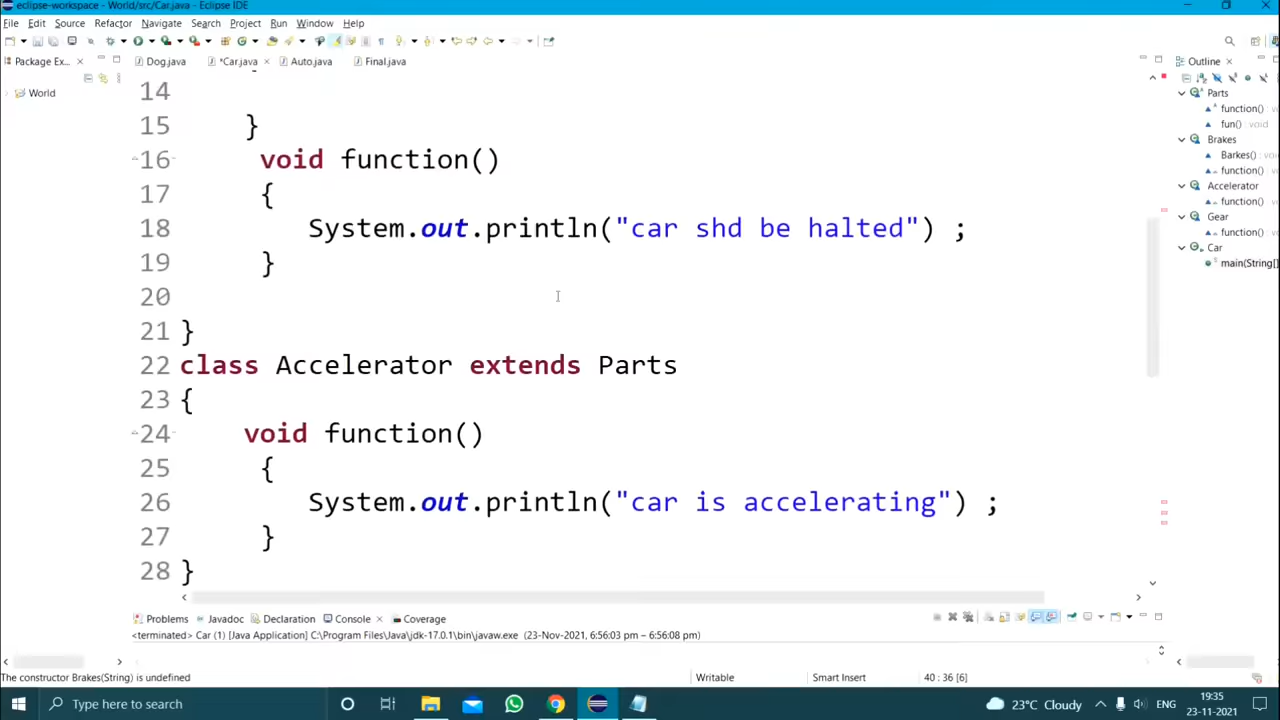 eclipse-workspace - World/src/Car.java - Eclipse IDE
File Edit Source Refactor Navigate Search Project Run Window Help
Package Ex...
Dog.java
*Car.java
Auto.java
Final.java
Outline
World
14
15 }
16 void function()
17 {
18 System.out.println("car shd be halted") ;
19 }
20
21 }
22 class Accelerator extends Parts
23 {
24 void function()
25 {
26 System.out.println("car is accelerating") ;
27 }
28 }
Parts
function()
fun() : void
Brakes
Barkes() :
function()
Accelerator
function()
Gear
function()
Car
main(String[]
Problems Javadoc Declaration Console Coverage
<terminated> Car (1) [Java Application] C:\Program Files\Java\jdk-17.0.1\bin\javaw.exe (23-Nov-2021, 6:56:03 pm – 6:56:08 pm)
The constructor Brakes(String) is undefined
Writable
Smart Insert
40 : 36 [6]
Type here to search
23°C Cloudy
ENG
19:35
23-11-2021